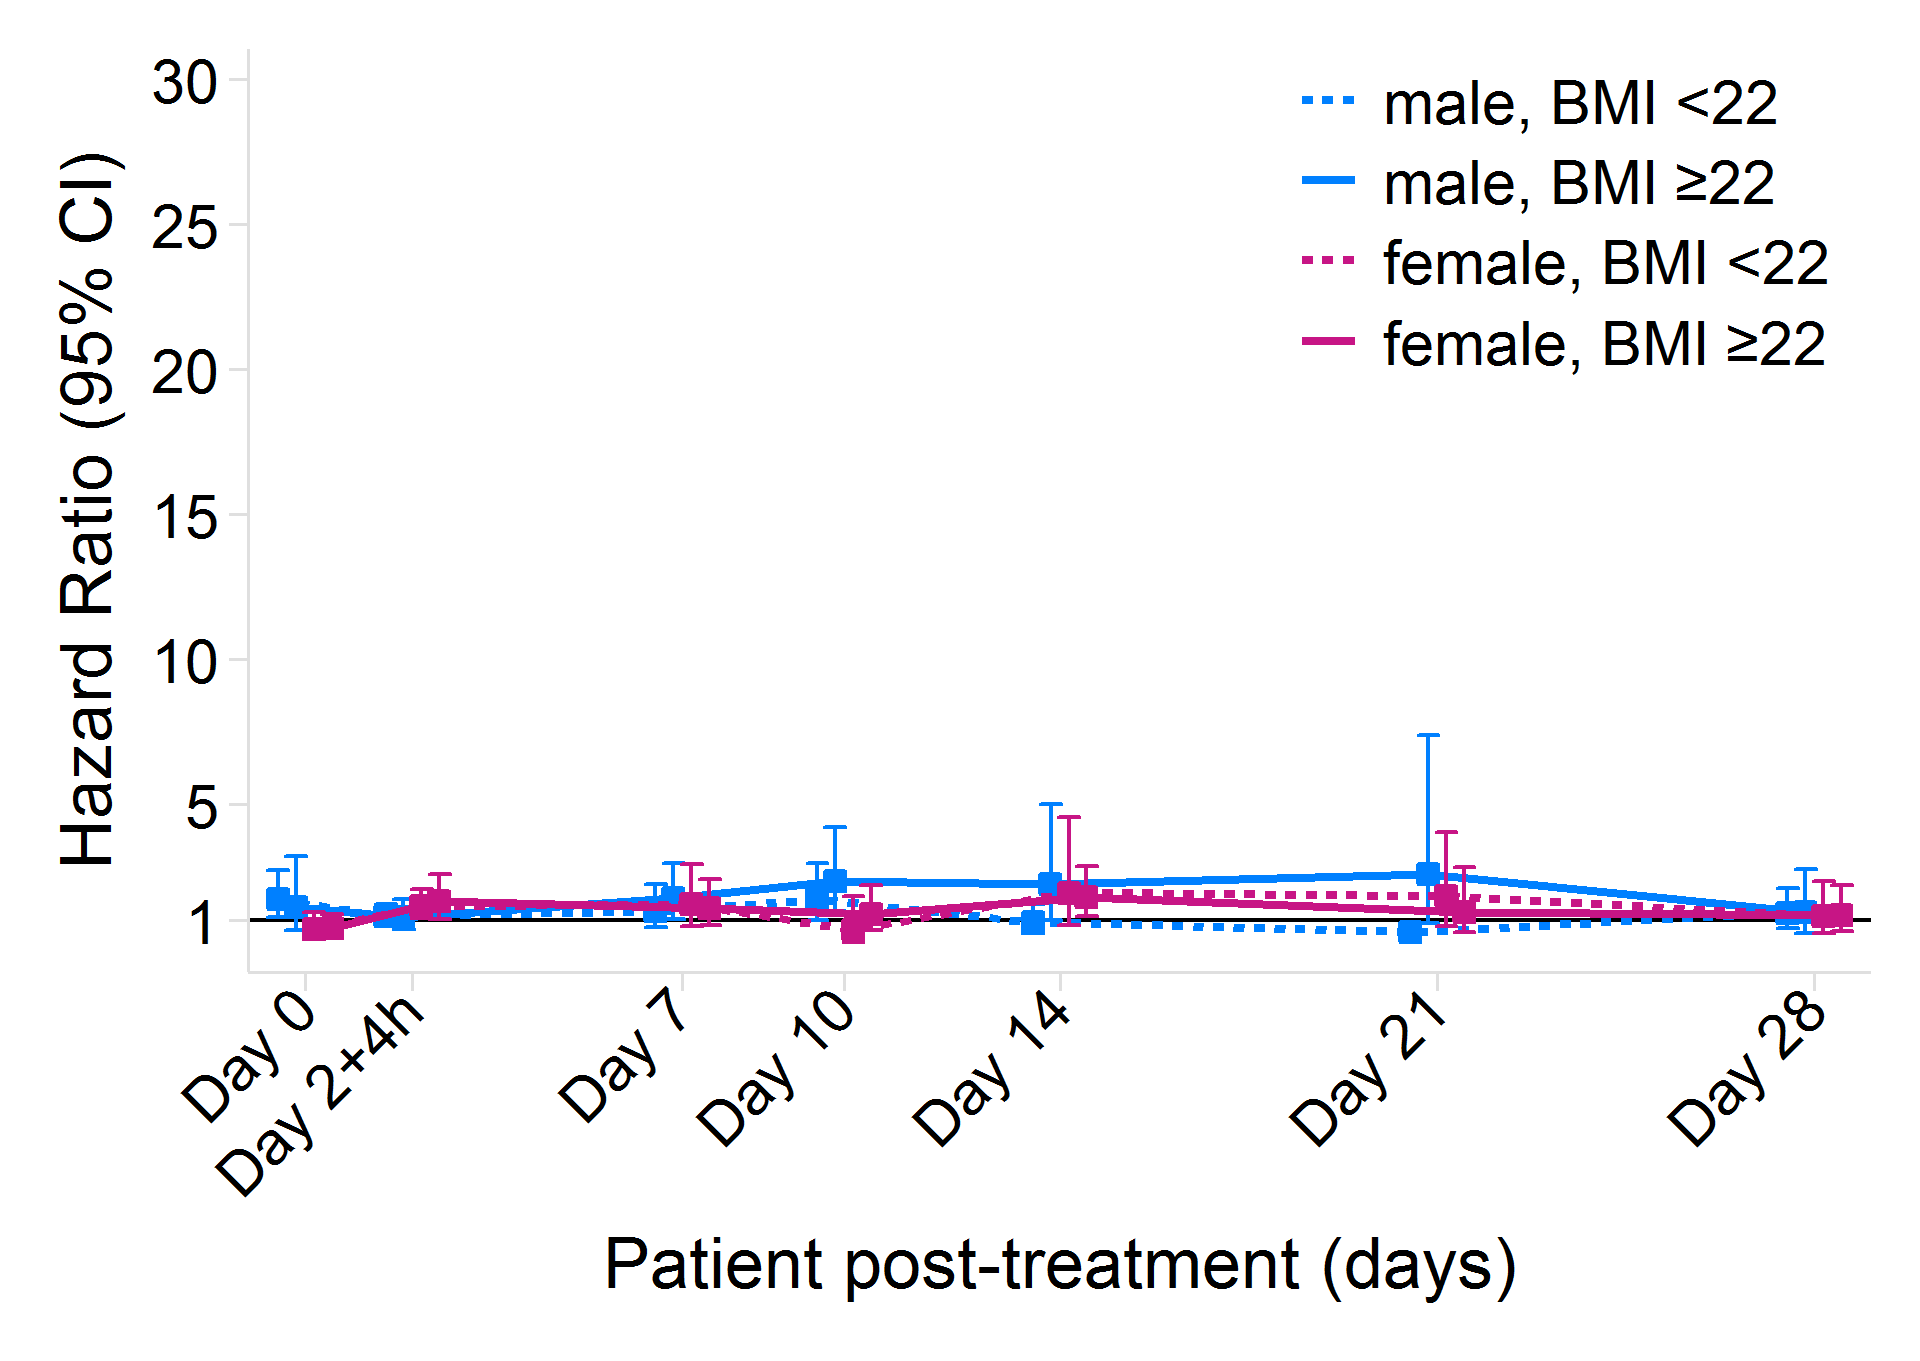 30
25
20
15
10
5
1
Hazard Ratio (95% CI)
male, BMI <22
male, BMI ≥22
female, BMI <22
female, BMI ≥22
Day 0
Day 2+4h
Day 7
Day 10
Day 14
Day 21
Day 28
Patient post-treatment (days)